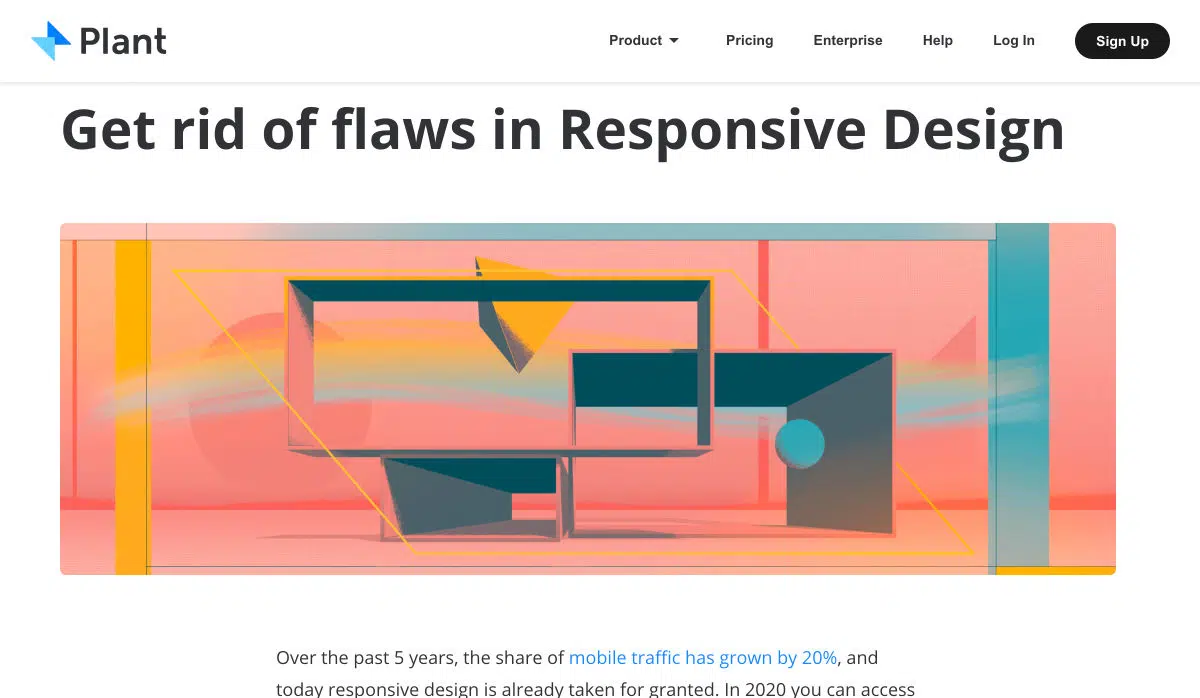 Plant
Product
Pricing
Enterprise
Help
Log In
Sign Up
Get rid of flaws in Responsive Design
Over the past 5 years, the share of mobile traffic has grown by 20%, and
today responsive design is already taken for granted. In 2020 you can access